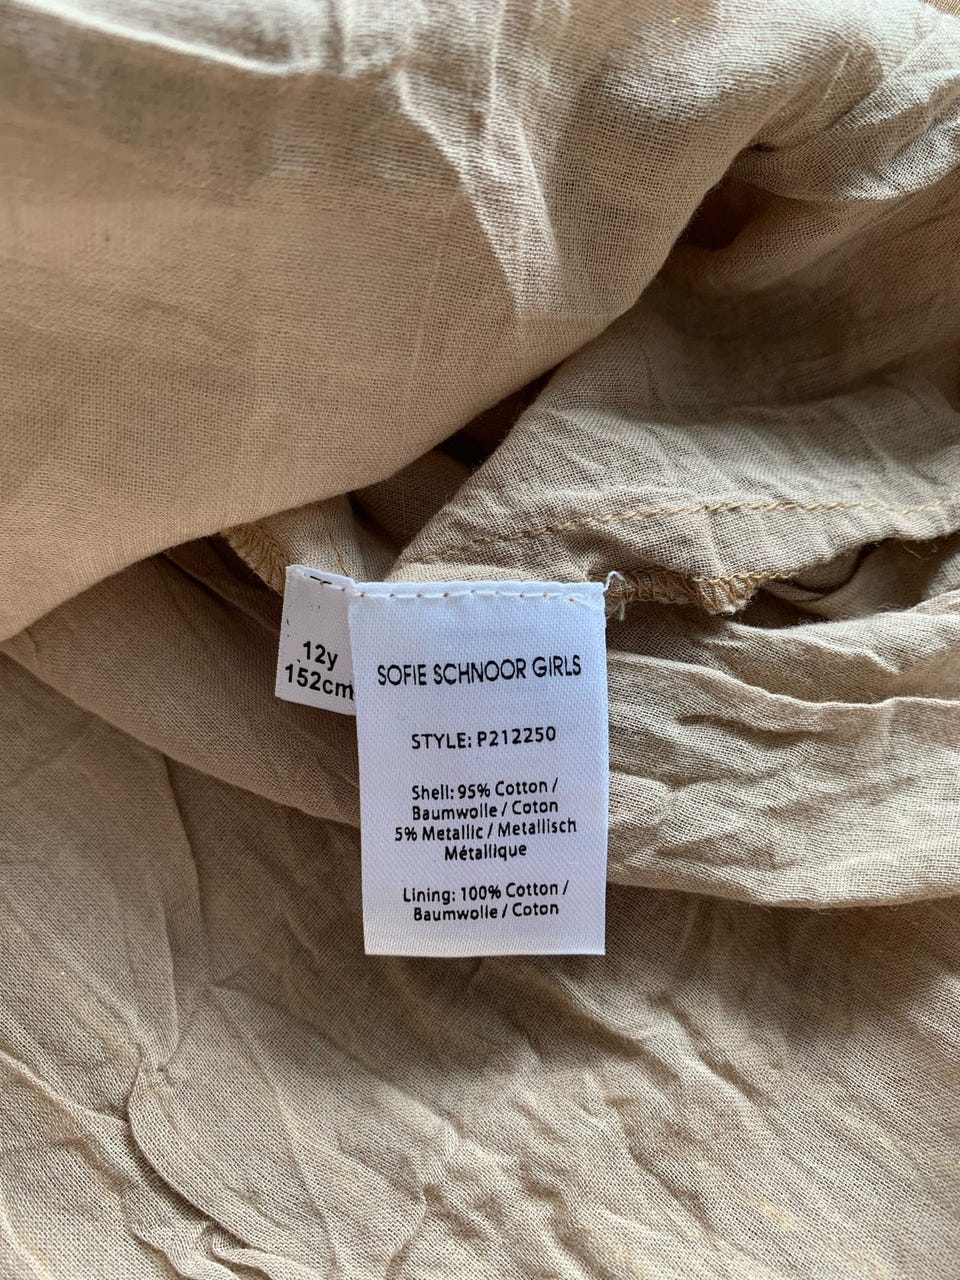 12y
152cm
SOFIE SCHNOOR GIRLS
STYLE: P212250
Shell: 95% Cotton /
Baumwolle / Coton
5% Metallic / Metallisch
Métallique
Lining: 100% Cotton /
Baumwolle / Coton